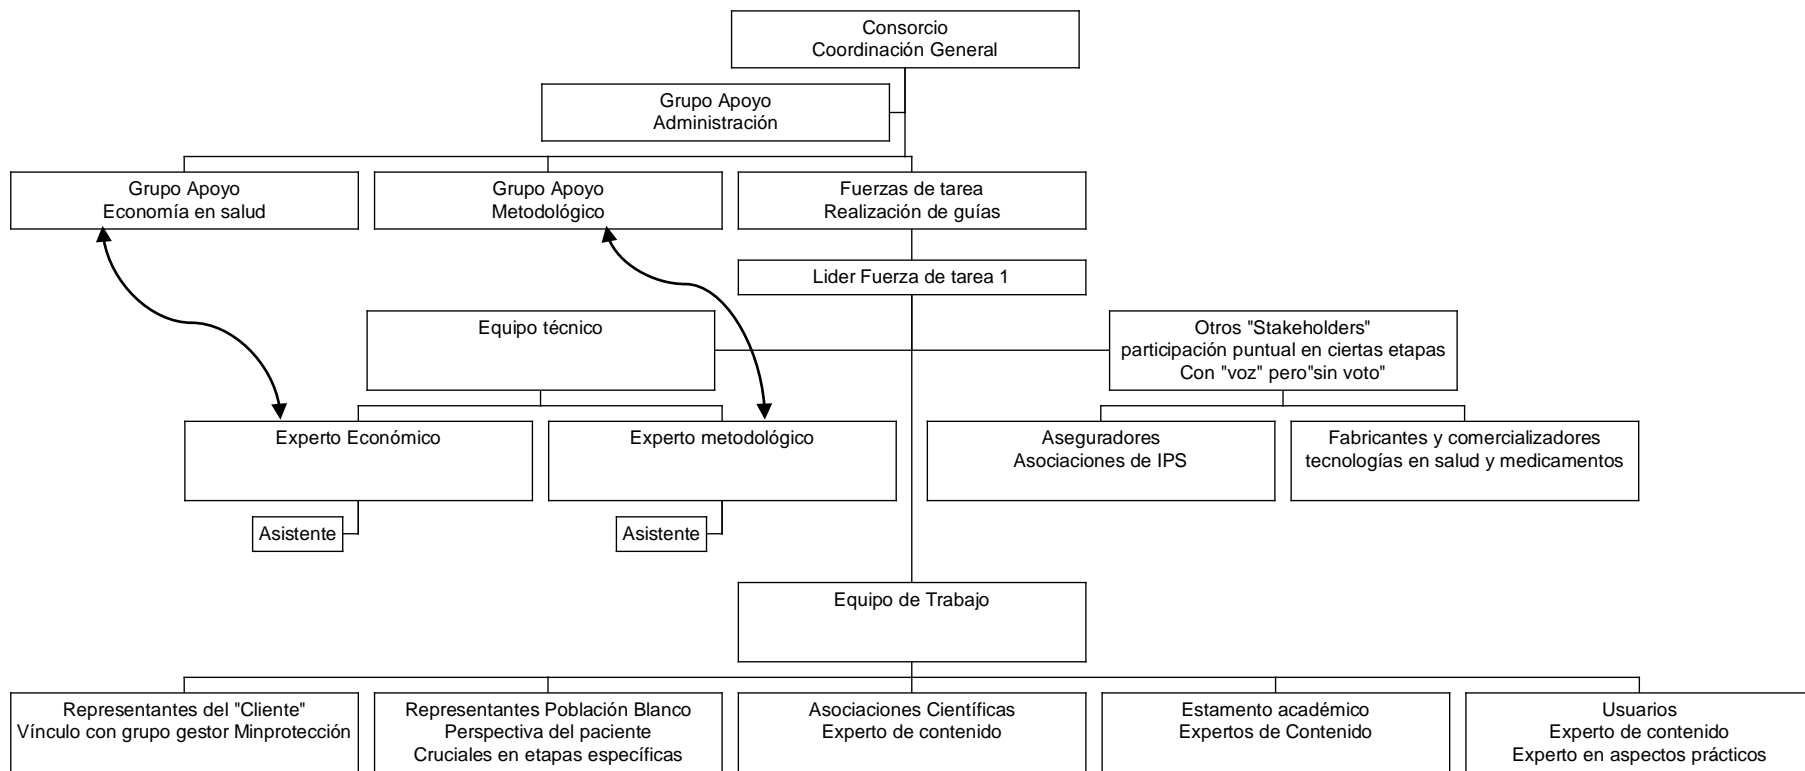 Consorcio
Coordinación General
Grupo Apoyo
Administración
Grupo Apoyo
Economía en salud
Grupo Apoyo
Metodológico
Fuerzas de tarea
Realización de guías
Lider Fuerza de tarea 1
Equipo técnico
Otros "Stakeholders"
participación puntual en ciertas etapas
Con "voz" pero"sin voto"
Experto Económico
Experto metodológico
Aseguradores
Asociaciones de IPS
Fabricantes y comercializadores
tecnologías en salud y medicamentos
Asistente
Asistente
Equipo de Trabajo
Representantes del "Cliente"
Vínculo con grupo gestor Minprotección
Representantes Población Blanco
Perspectiva del paciente
Cruciales en etapas específicas
Asociaciones Científicas
Experto de contenido
Estamento académico
Expertos de Contenido
Usuarios
Experto de contenido
Experto en aspectos prácticos